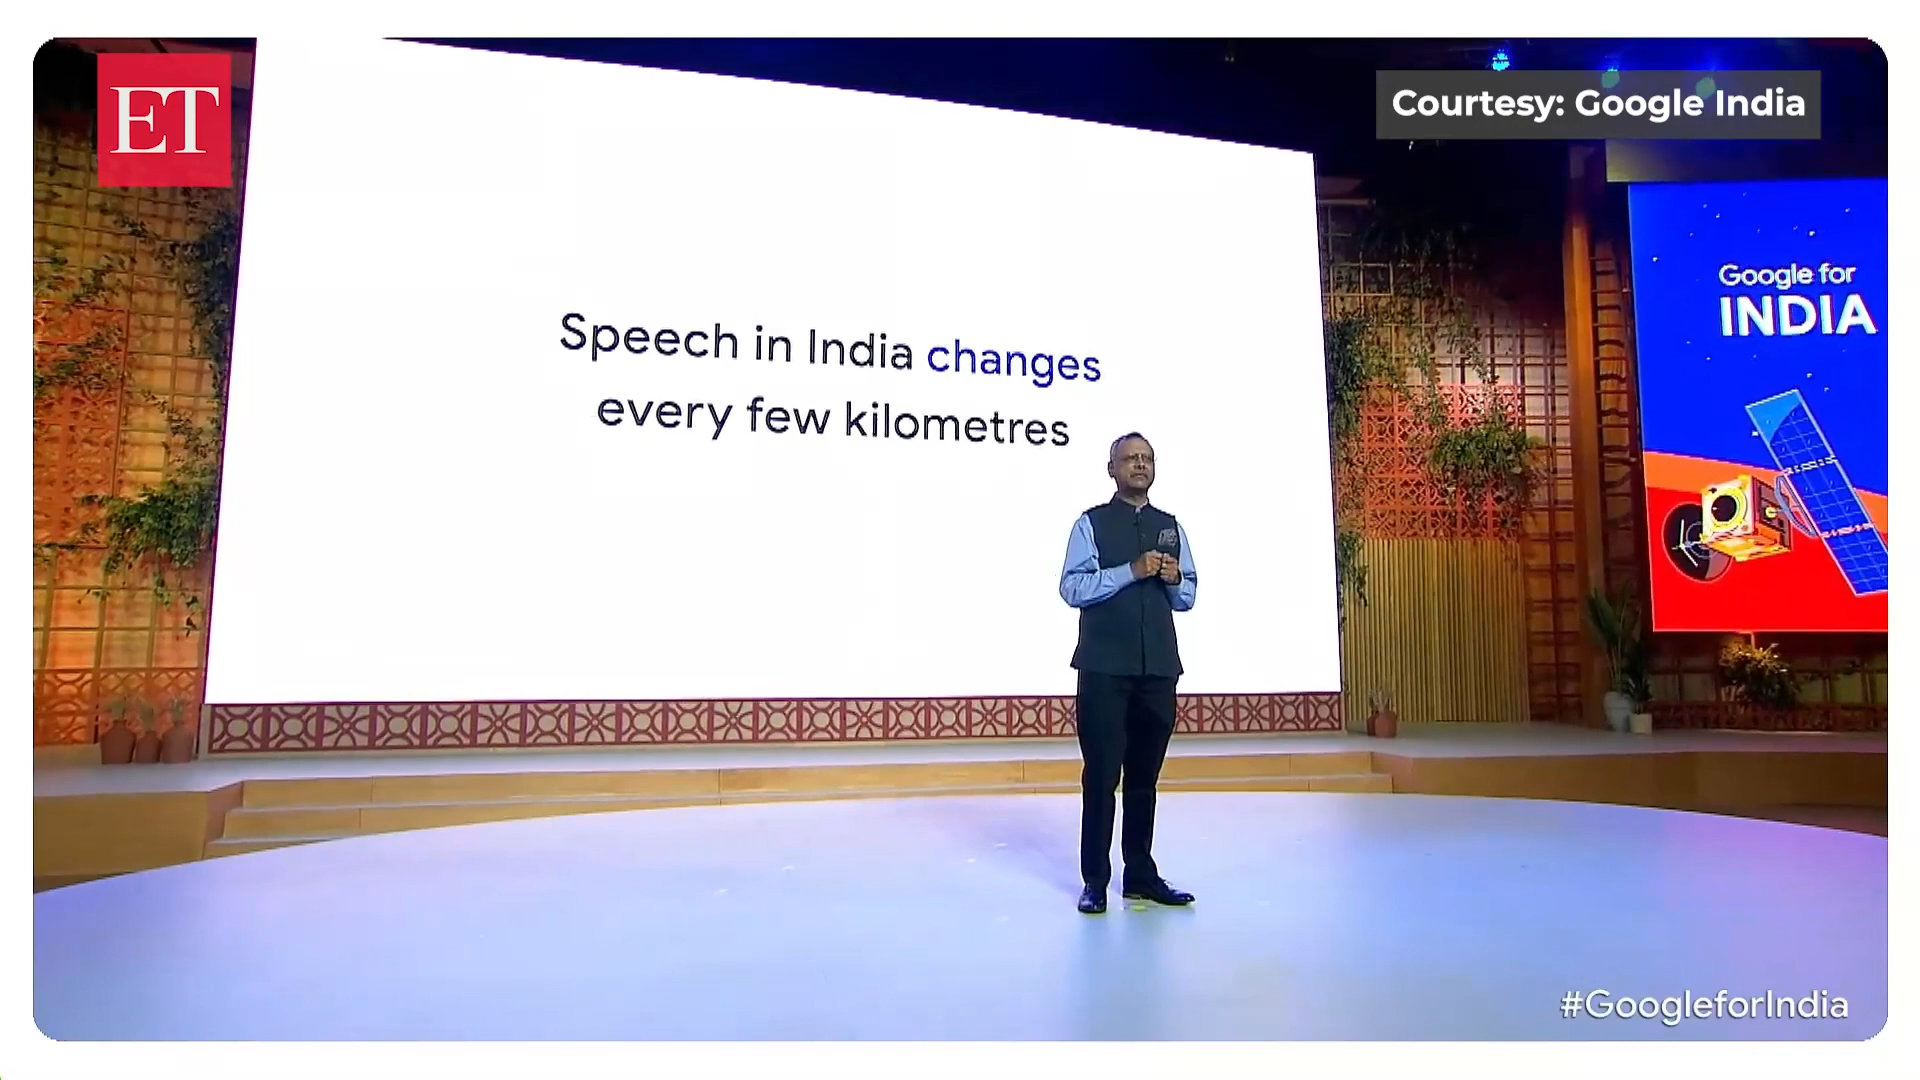 ET
Courtesy: Google India
Speech in India changes
every few kilometres
Google for
INDIA
#GoogleforIndia